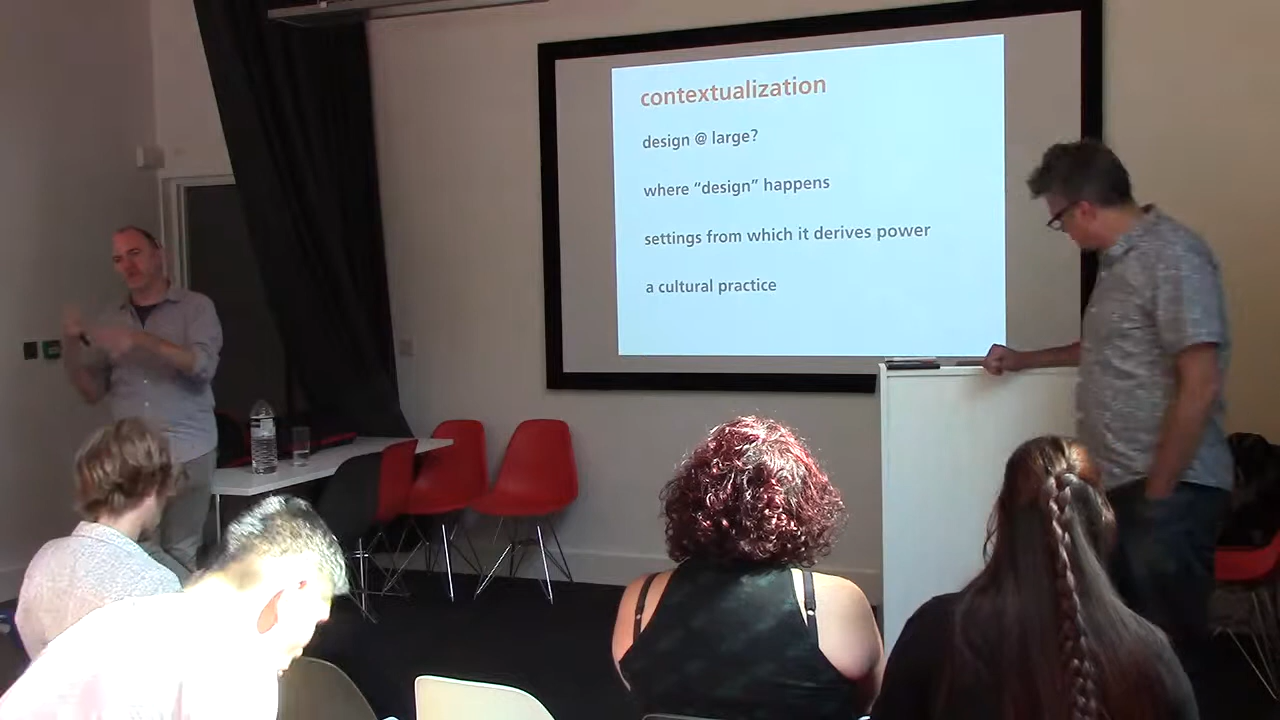 contextualization
design @ large?
where “design” happens
settings from which it derives power
a cultural practice